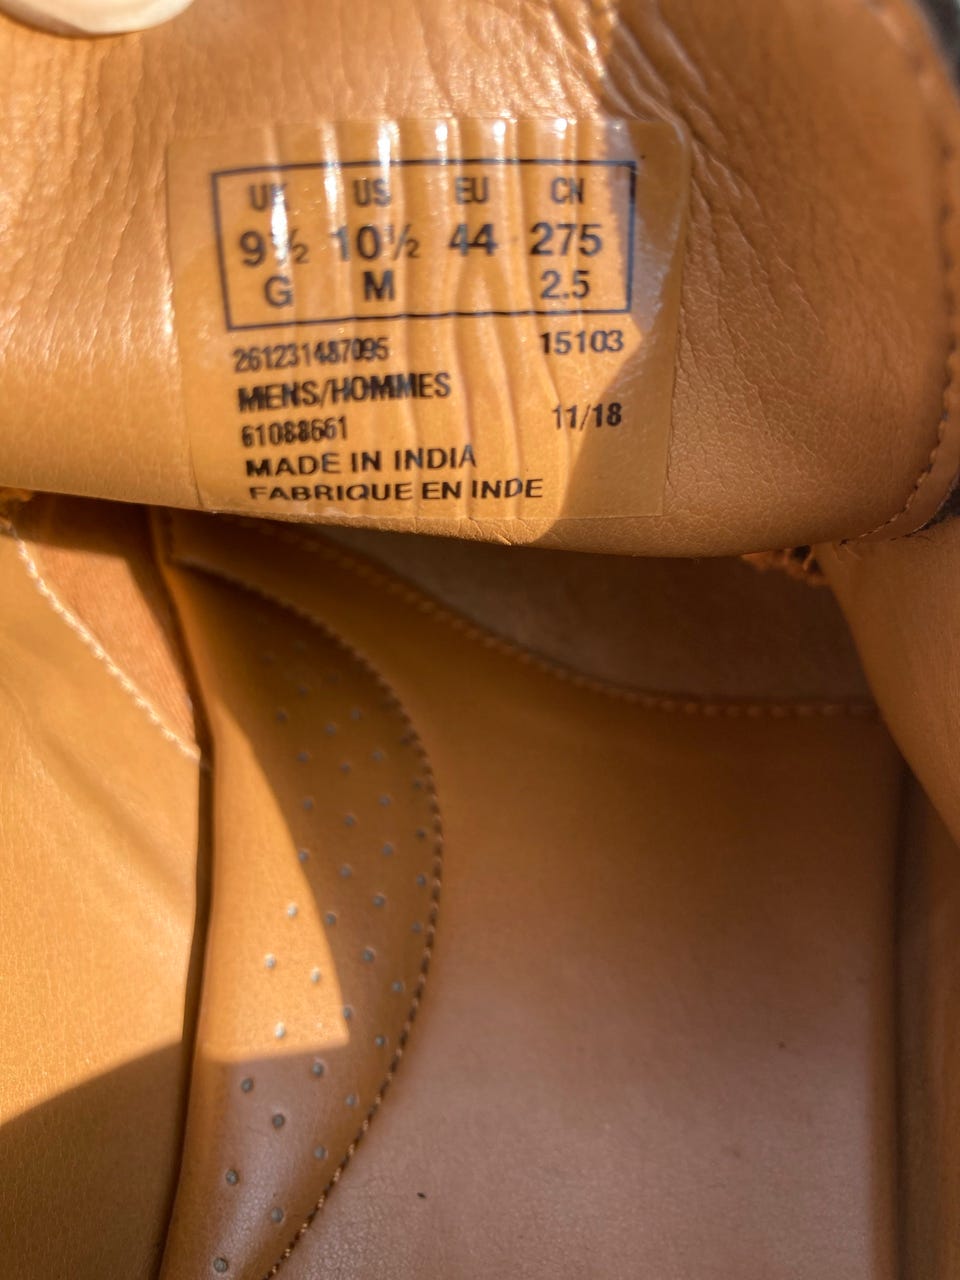 UK US EU CN
9½ 10½ 44 275
G M 2.5
261231487095 15103
MENS/HOMMES
61088661 11/18
MADE IN INDIA
FABRIQUE EN INDE